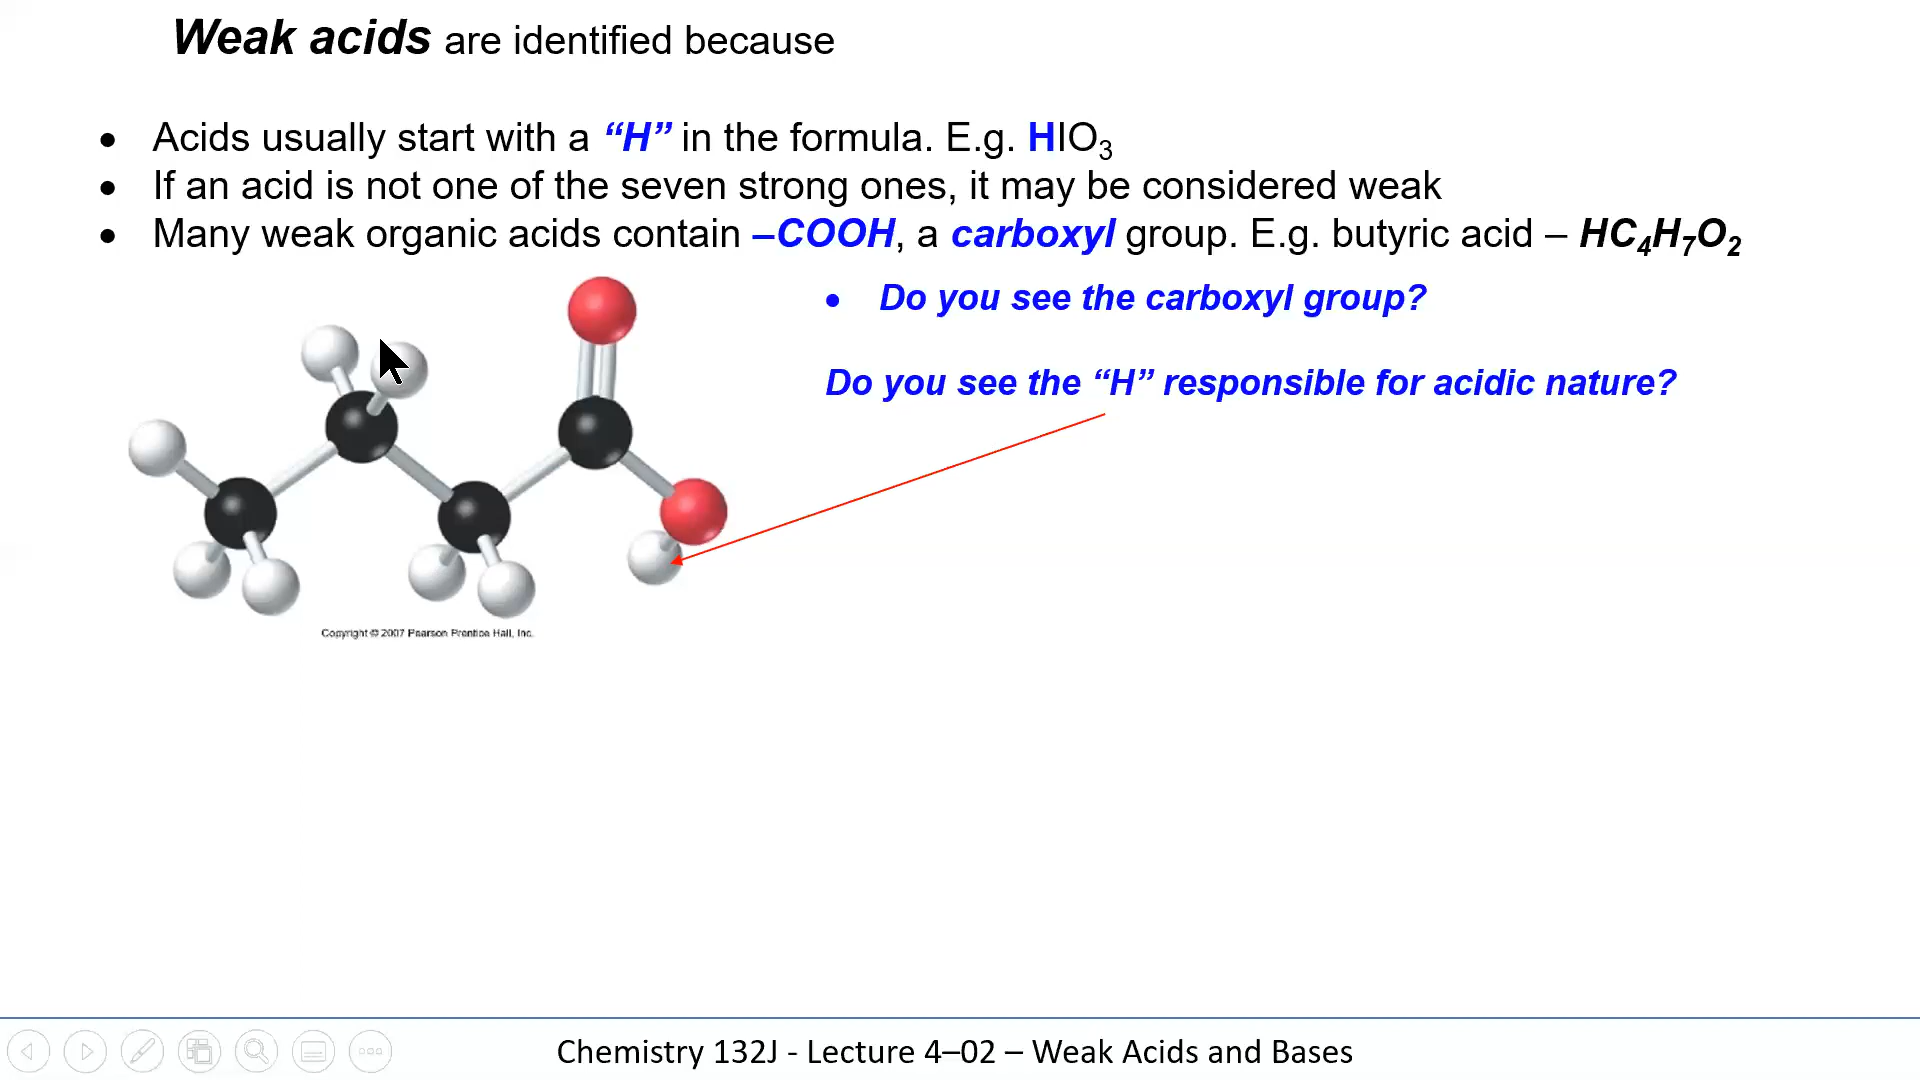 Weak acids are identified because
• Acids usually start with a “H” in the formula. E.g. HIO₃
• If an acid is not one of the seven strong ones, it may be considered weak
• Many weak organic acids contain –COOH, a carboxyl group. E.g. butyric acid – HC₄H₇O₂
• Do you see the carboxyl group?
Do you see the “H” responsible for acidic nature?
Copyright © 2007 Pearson Prentice Hall, Inc.
Chemistry 132J - Lecture 4–02 – Weak Acids and Bases